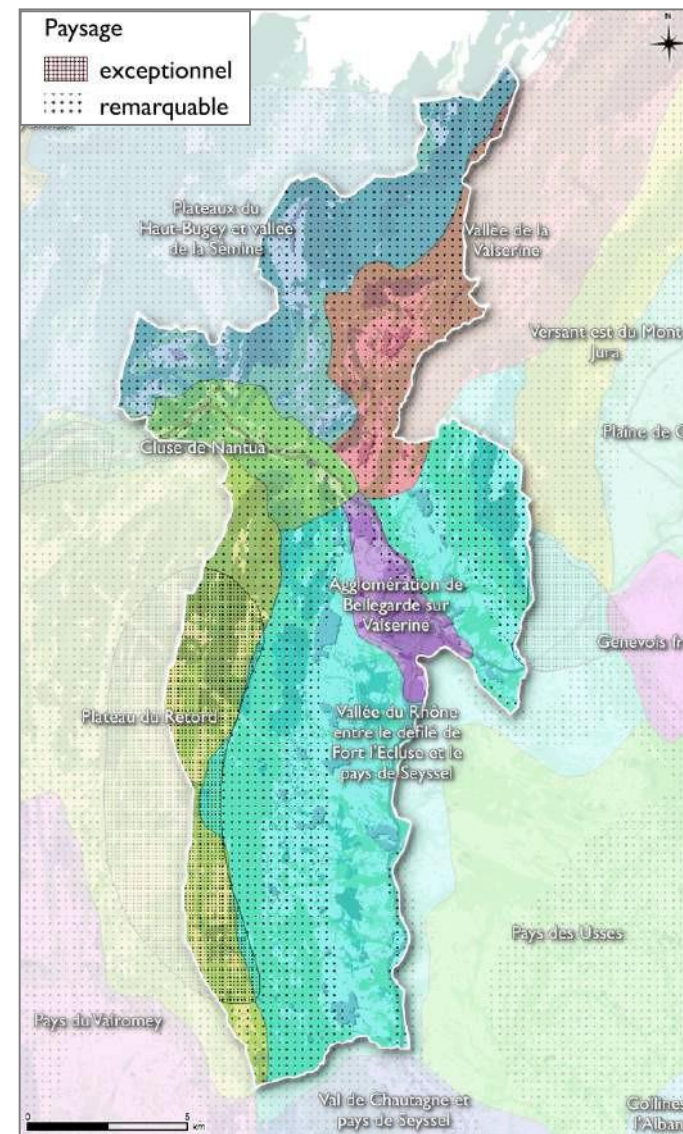 Paysage
exceptionnel
remarquable
N
Plateaux du
Haut-Bugey et vallée
de la Semine
Vallée de la
Valserine
Versant est du Mont
Jura
Plaine de G
Cluse de Nantua
Agglomération de
Bellegarde sur
Valserine
Genevois fr
Plateau du Retord
Vallée du Rhône
entre le défilé de
Fort l'Ecluse et le
pays de Seyssel
Pays des Usses
Pays du Valromey
Val de Chautagne et
pays de Seyssel
Collines
l'Alban
0 5
km